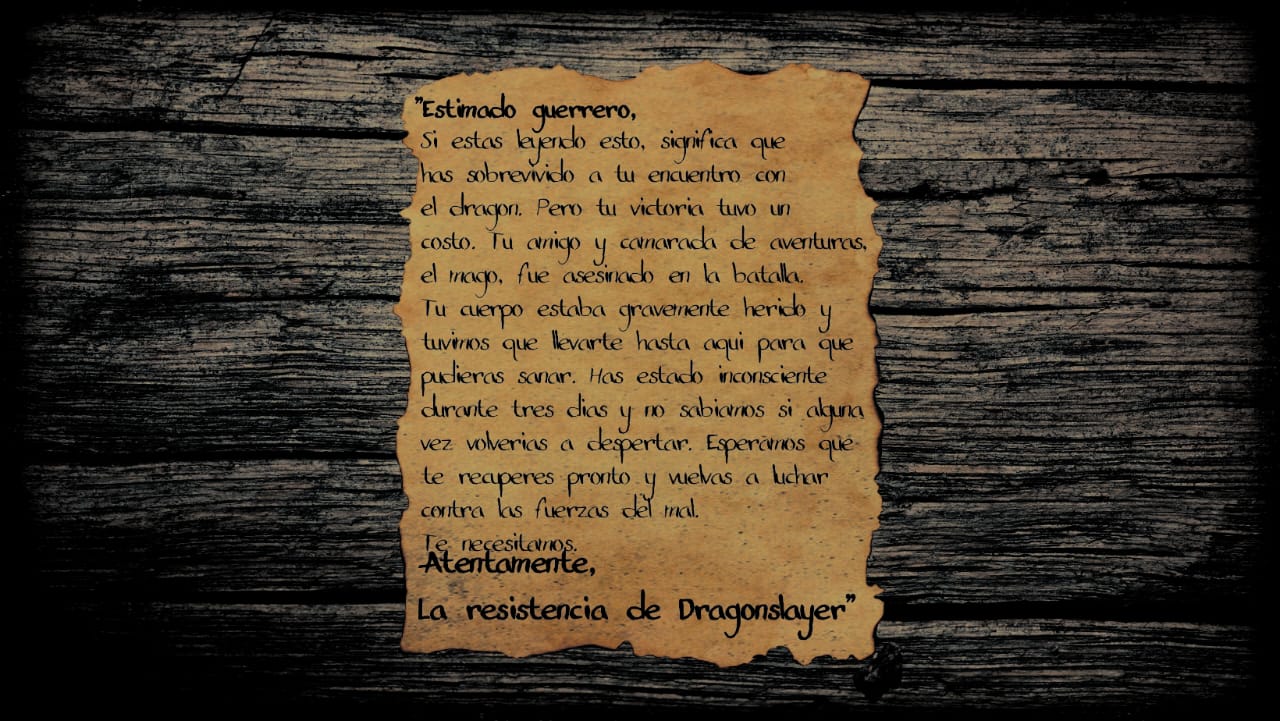 "Estimado guerrero,
Si estas leyendo esto, significa que
has sobrevivido a tu encuentro con
el dragon. Pero tu victoria tuvo un
costo. Tu amigo y camarada de aventuras,
el mago, fue asesinado en la batalla.
Tu cuerpo estaba gravemente herido y
tuvimos que llevarte hasta aqui para que
pudieras sanar. Has estado inconsciente
durante tres dias y no sabiamos si alguna
vez volverias a despertar. Esperamos que
te recuperes pronto y vuelvas a luchar
contra las fuerzas del mal.
Te necesitamos.
Atentamente,
La resistencia de Dragonslayer"